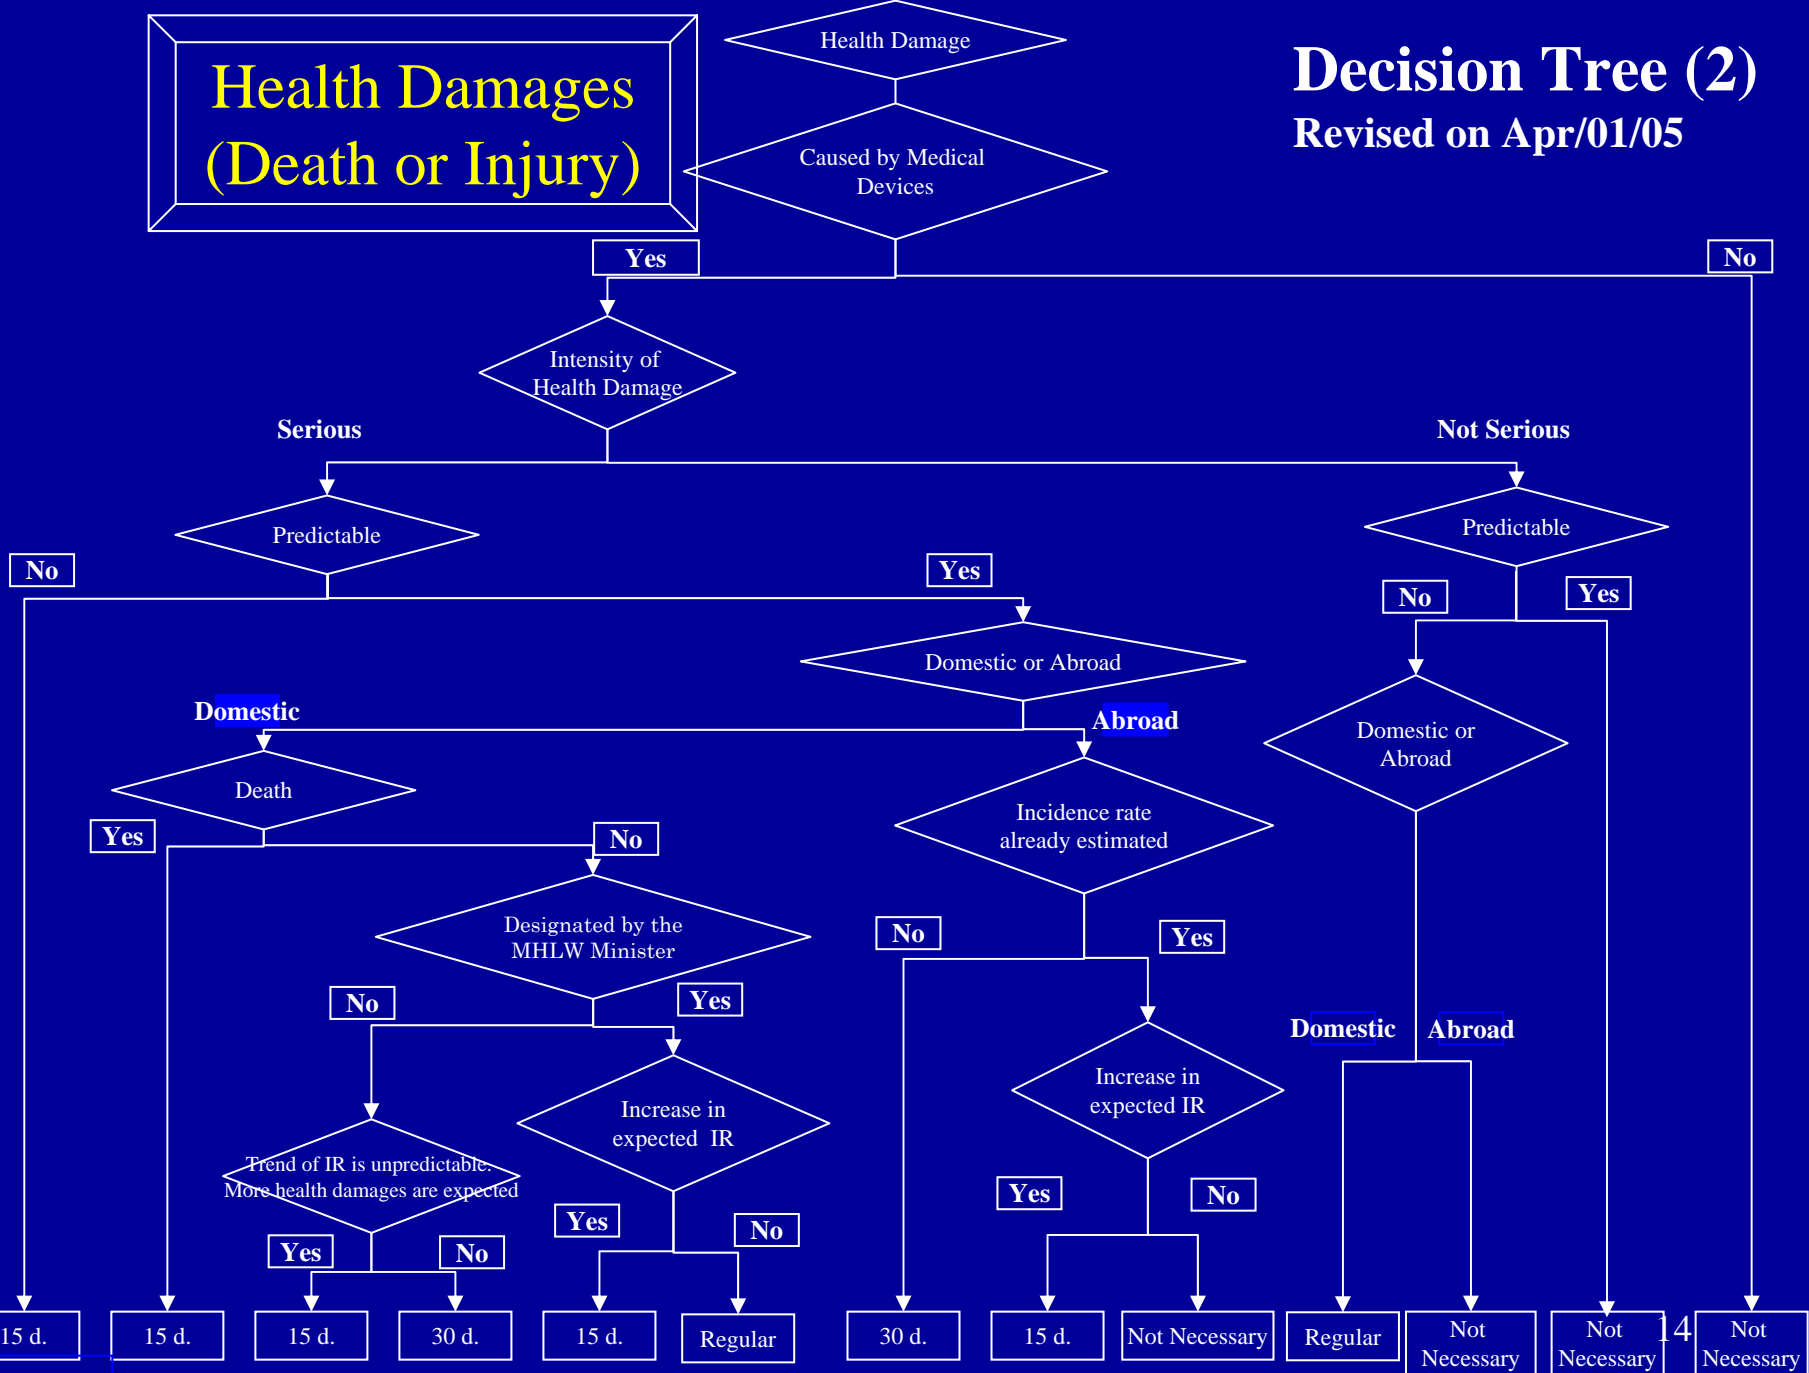 Health Damages
(Death or Injury)
Health Damage
Decision Tree (2)
Revised on Apr/01/05
Caused by Medical
Devices
Yes
No
Intensity of
Health Damage
Serious
Not Serious
Predictable
Predictable
No
Yes
No
Yes
Domestic or Abroad
Domestic
Abroad
Domestic or
Abroad
Death
Incidence rate
already estimated
Yes
No
Designated by the
MHLW Minister
No
Yes
No
Yes
Domestic
Abroad
Increase in
expected IR
Increase in
expected IR
Trend of IR is unpredictable.
More health damages are expected
Yes
No
Yes
No
Yes
No
15 d.
15 d.
15 d.
30 d.
15 d.
Regular
30 d.
15 d.
Not Necessary
Regular
Not
Necessary
Not
Necessary
14
Not
Necessary